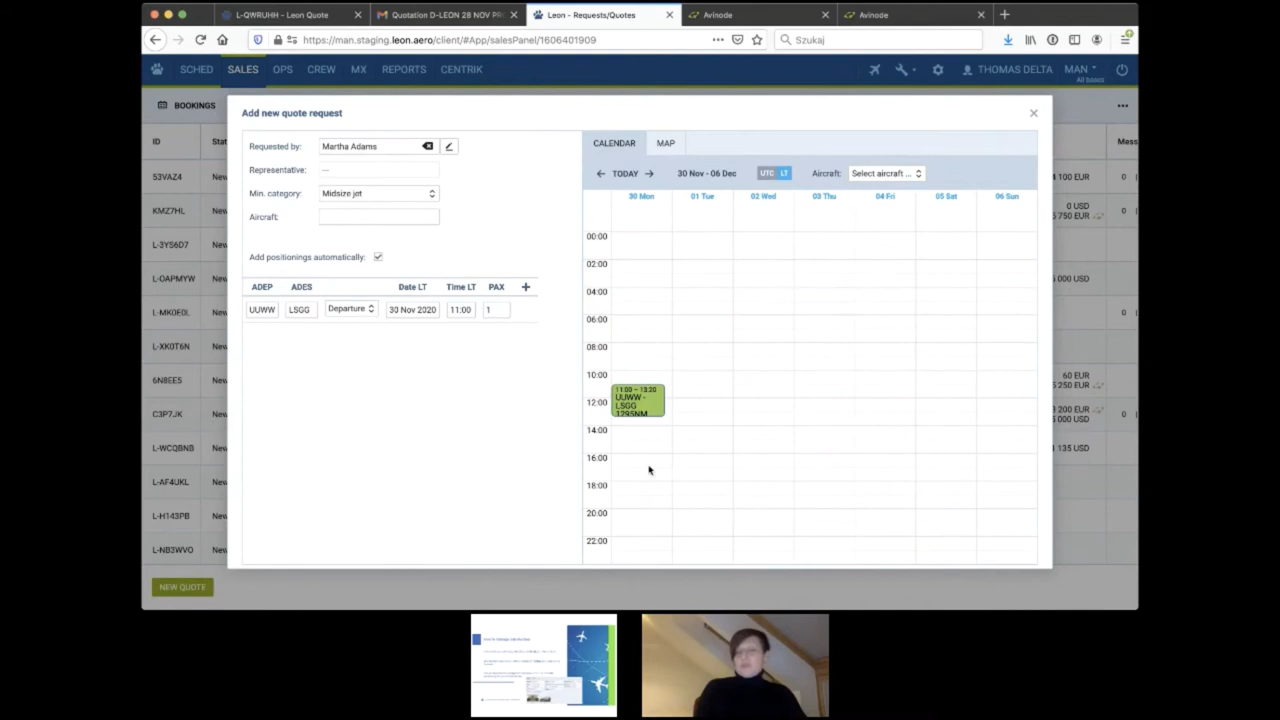 L-QWRUHH - Leon Quote
Quotation D-LEON 28 NOV PR
Leon - Requests/Quotes
Avinode
Avinode
https://man.staging.leon.aero/client/#App/salesPanel/1606401909
Szukaj
SCHED SALES OPS CREW MX REPORTS CENTRIK
THOMAS DELTA
MAN
All bases
BOOKINGS
ID
Stat
Mess
53VAZ4
New
100 EUR
0
KMZ7HL
New
0 USD
5 750 EUR
0
L-3YS6D7
New
L-OAPMYW
New
000 USD
L-MK0E0L
New
0
L-XK0T6N
New
6N8EE5
New
60 EUR
5 250 EUR
C3P7JK
New
200 EUR
000 USD
0
L-WCQBNB
New
135 USD
L-AF4UKL
New
L-H143PB
New
L-NB3WVO
New
NEW QUOTE
Add new quote request
Requested by: Martha Adams
Representative: ---
Min. category: Midsize jet
Aircraft:
Add positionings automatically:
ADEP ADES Date LT Time LT PAX
UUWW LSGG Departure 30 Nov 2020 11:00 1
CALENDAR MAP
TODAY 30 Nov - 06 Dec UTC LT Aircraft: Select aircraft ...
30 Mon 01 Tue 02 Wed 03 Thu 04 Fri 05 Sat 06 Sun
00:00
02:00
04:00
06:00
08:00
10:00
11:00 – 13:20
UUWW -
LSGG
1295NM
12:00
14:00
16:00
18:00
20:00
22:00